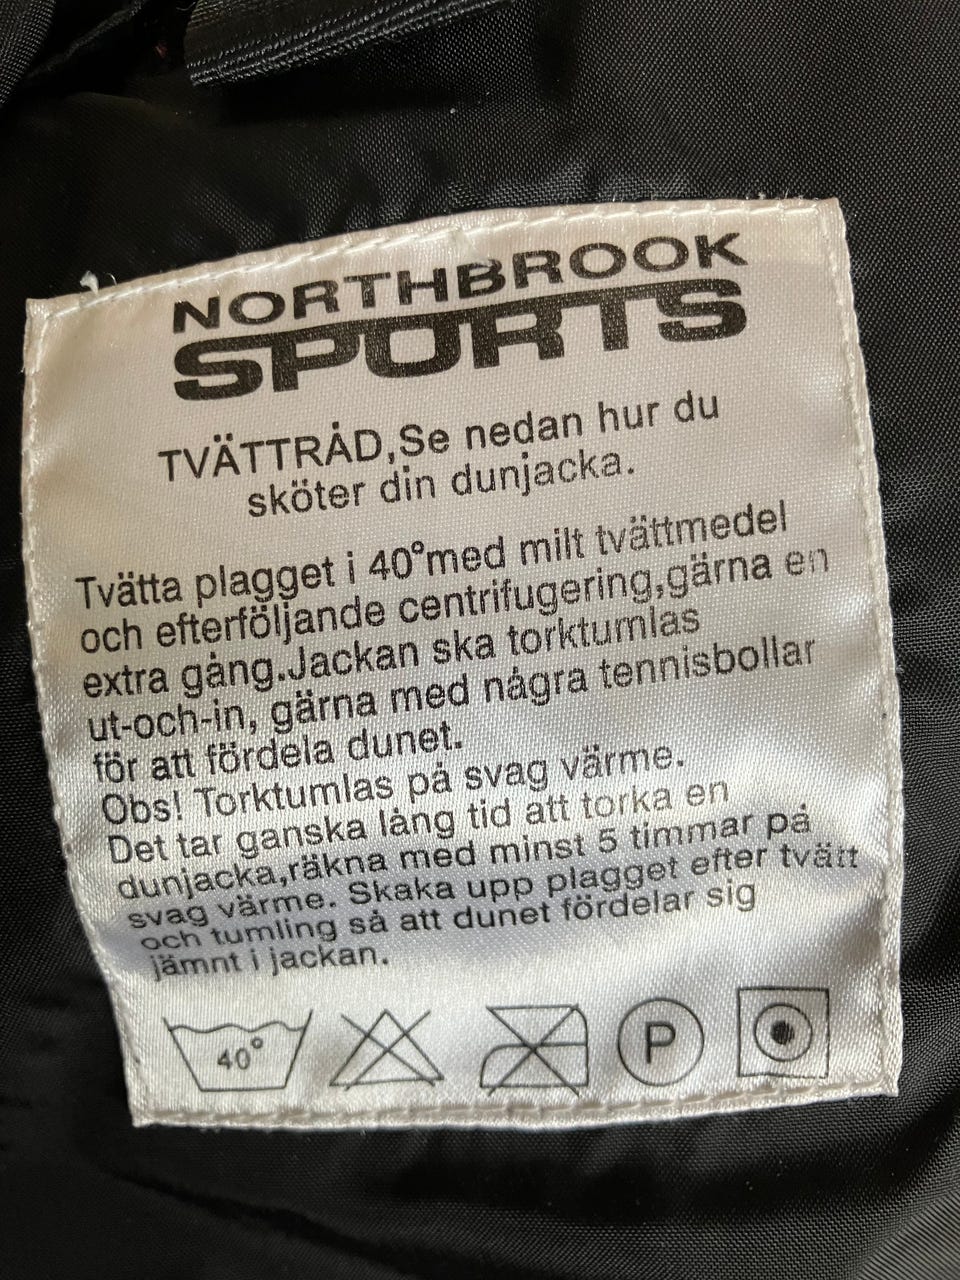 NORTHBROOK
SPORTS
TVÄTTRÅD,Se nedan hur du
sköter din dunjacka.
Tvätta plagget i 40°med milt tvättmedel
och efterföljande centrifugering,gärna en
extra gång.Jackan ska torktumlas
ut-och-in, gärna med några tennisbollar
för att fördela dunet.
Obs! Torktumlas på svag värme.
Det tar ganska lång tid att torka en
dunjacka,räkna med minst 5 timmar på
svag värme. Skaka upp plagget efter tvätt
och tumling så att dunet fördelar sig
jämnt i jackan.
40° P